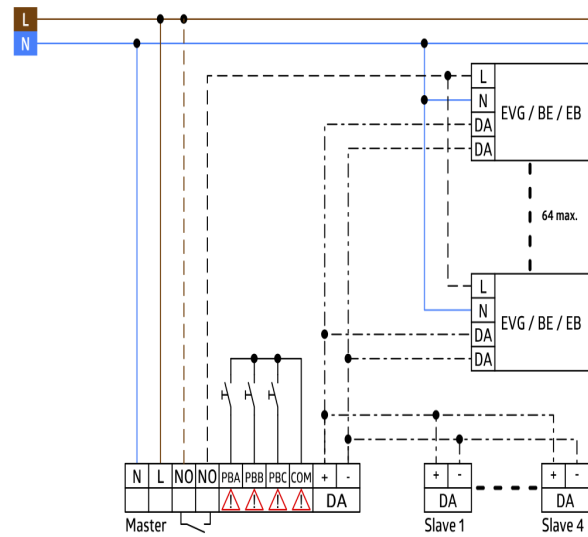 L
N
L
N
DA
DA
EVG / BE / EB
64 max.
L
N
DA
DA
EVG / BE / EB
N L NO NO PBA PBB PBC COM + -
DA
+ -
DA
+ -
DA
Master
Slave 1
Slave 4